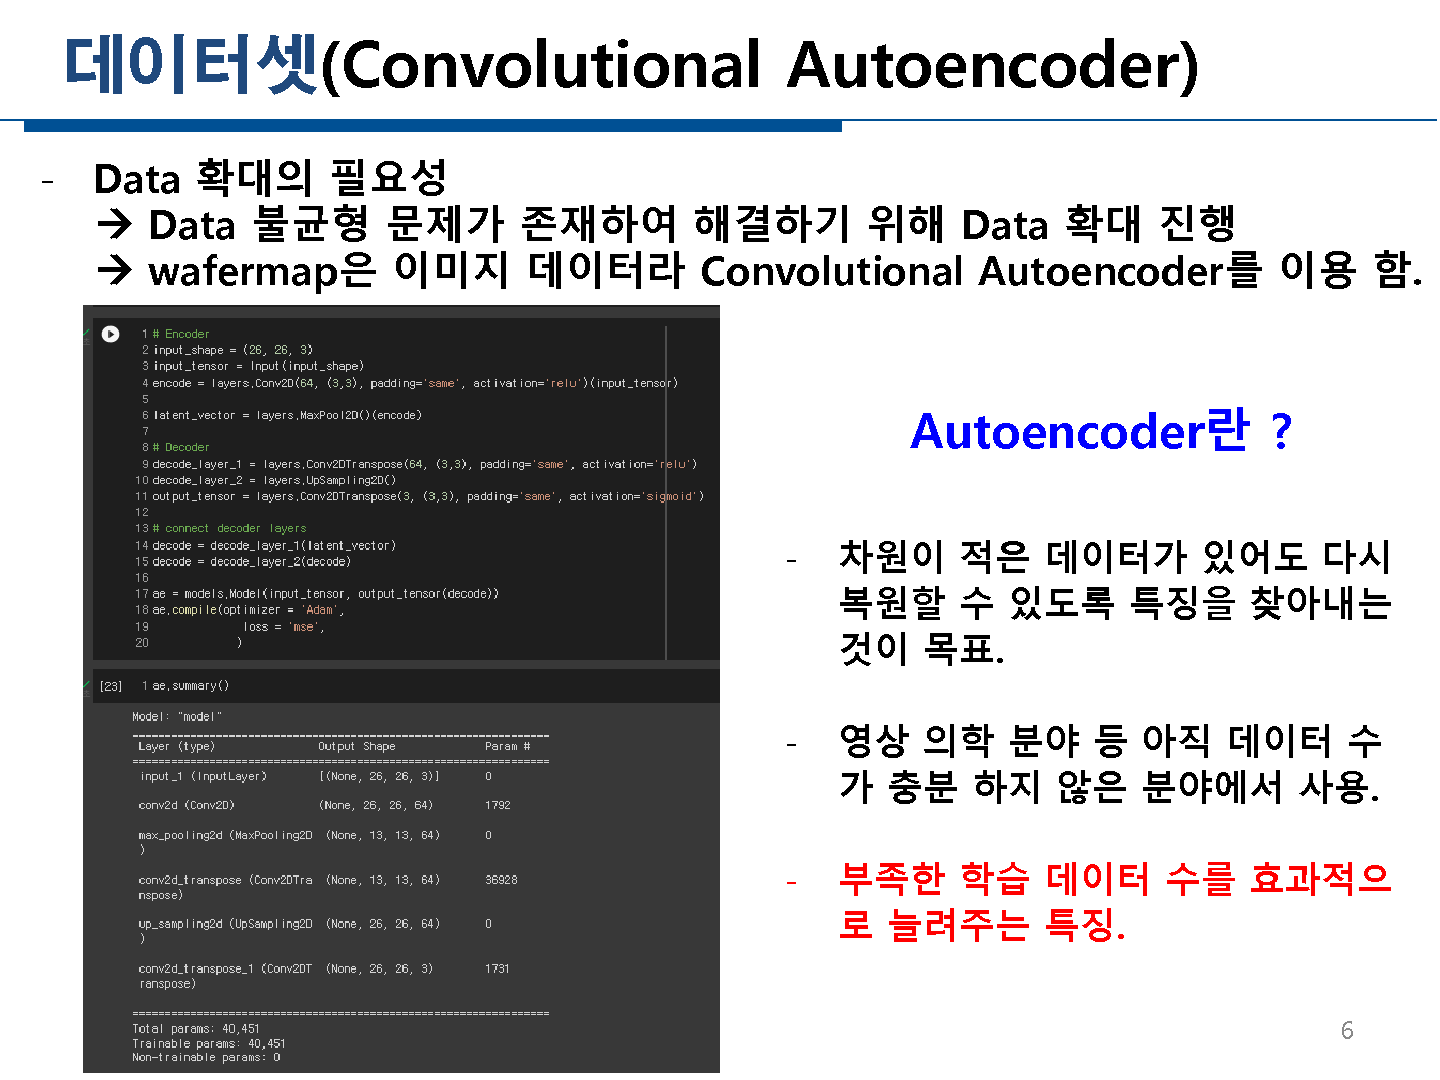 데이터셋(Convolutional Autoencoder)
- Data 확대의 필요성
→ Data 불균형 문제가 존재하여 해결하기 위해 Data 확대 진행
→ wafermap은 이미지 데이터라 Convolutional Autoencoder를 이용 함.
1 # Encoder
2 input_shape = (26, 26, 3)
3 input_tensor = Input(input_shape)
4 encode = layers.Conv2D(64, (3,3), padding='same', activation='relu')(input_tensor)
5
6 latent_vector = layers.MaxPool2D()(encode)
7
8 # Decoder
9 decode_layer_1 = layers.Conv2DTranspose(64, (3,3), padding='same', activation='relu')
10 decode_layer_2 = layers.UpSampling2D()
11 output_tensor = layers.Conv2DTranspose(3, (3,3), padding='same', activation='sigmoid')
12
13 # connect decoder layers
14 decode = decode_layer_1(latent_vector)
15 decode = decode_layer_2(decode)
16
17 ae = models.Model(input_tensor, output_tensor(decode))
18 ae.compile(optimizer = 'Adam',
19 loss = 'mse',
20 )
[23] 1 ae.summary()
Model: "model"
Layer (type) Output Shape Param #
input_1 (InputLayer) [(None, 26, 26, 3)] 0
conv2d (Conv2D) (None, 26, 26, 64) 1792
max_pooling2d (MaxPooling2D (None, 13, 13, 64) 0
)
conv2d_transpose (Conv2DTra (None, 13, 13, 64) 36928
nspose)
up_sampling2d (UpSampling2D (None, 26, 26, 64) 0
)
conv2d_transpose_1 (Conv2DT (None, 26, 26, 3) 1731
ranspose)
Total params: 40,451
Trainable params: 40,451
Non-trainable params: 0
Autoencoder란 ?
- 차원이 적은 데이터가 있어도 다시
복원할 수 있도록 특징을 찾아내는
것이 목표.
- 영상 의학 분야 등 아직 데이터 수
가 충분 하지 않은 분야에서 사용.
- 부족한 학습 데이터 수를 효과적으
로 늘려주는 특징.
6